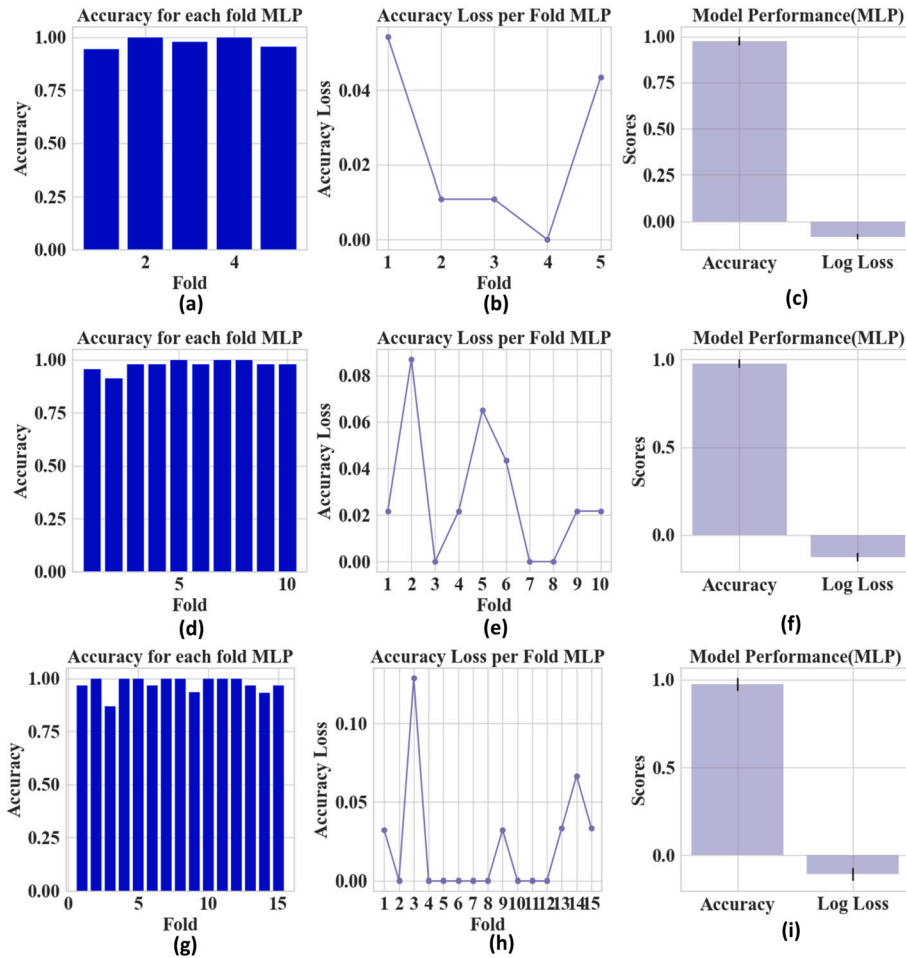 Accuracy for each fold MLP
1.00
0.75
0.50
0.25
0.00
Accuracy
2 4
Fold
(a)
Accuracy Loss per Fold MLP
0.04
0.02
0.00
Accuracy Loss
1 2 3 4 5
Fold
(b)
Model Performance(MLP)
1.00
0.75
0.50
0.25
0.00
Scores
Accuracy Log Loss
(c)
Accuracy for each fold MLP
1.00
0.75
0.50
0.25
0.00
Accuracy
5 10
Fold
(d)
Accuracy Loss per Fold MLP
0.08
0.06
0.04
0.02
0.00
Accuracy Loss
1 2 3 4 5 6 7 8 9 10
Fold
(e)
Model Performance(MLP)
1.0
0.5
0.0
Scores
Accuracy Log Loss
(f)
Accuracy for each fold MLP
1.00
0.75
0.50
0.25
0.00
Accuracy
0 5 10 15
Fold
(g)
Accuracy Loss per Fold MLP
0.10
0.05
0.00
Accuracy Loss
1 2 3 4 5 6 7 8 9 10 11 12 13 14 15
Fold
(h)
Model Performance(MLP)
1.0
0.5
0.0
Scores
Accuracy Log Loss
(i)